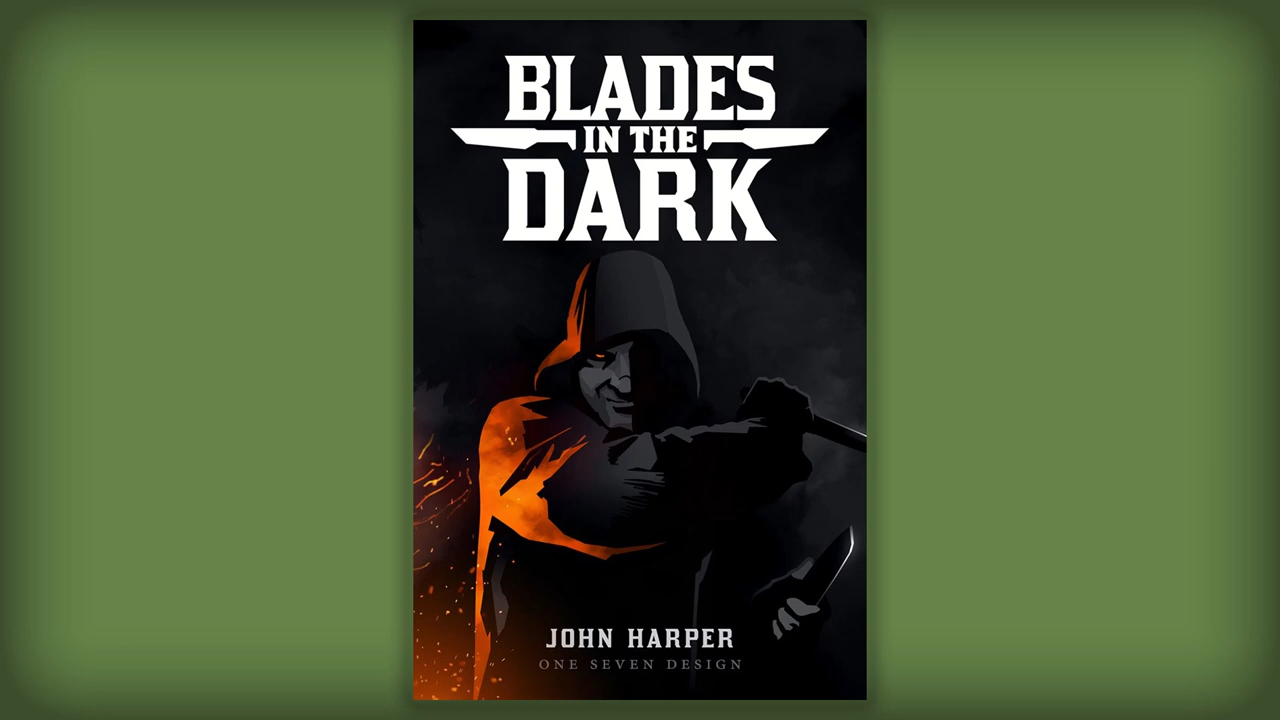 BLADES
IN THE
DARK
JOHN HARPER
ONE SEVEN DESIGN